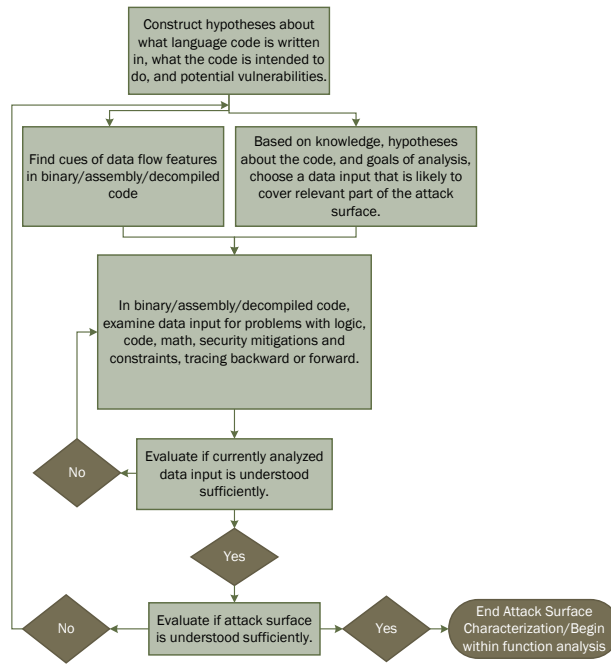 Construct hypotheses about
what language code is written
in, what the code is intended to
do, and potential vulnerabilities.
Find cues of data flow features
in binary/assembly/decompiled
code
Based on knowledge, hypotheses
about the code, and goals of analysis,
choose a data input that is likely to
cover relevant part of the attack
surface.
In binary/assembly/decompiled code,
examine data input for problems with logic,
code, math, security mitigations and
constraints, tracing backward or forward.
Evaluate if currently analyzed
data input is understood
sufficiently.
No
Yes
Evaluate if attack surface
is understood sufficiently.
No
Yes
End Attack Surface
Characterization/Begin
within function analysis